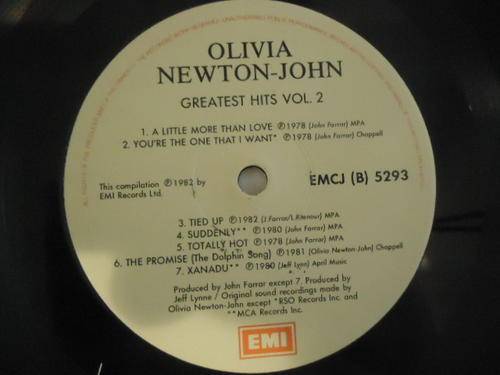 OLIVIA
NEWTON-JOHN
GREATEST HITS VOL. 2
1. A LITTLE MORE THAN LOVE ℗1978 (John Farrar) MPA
2. YOU'RE THE ONE THAT I WANT* ℗1978 (John Farrar) Chappell
This compilation ℗1982 by
EMI Records Ltd.
EMCJ (B) 5293
3. TIED UP ℗1982 (J.Farrar/L.Ritenour) MPA
4. SUDDENLY** ℗1980 (John Farrar) MPA
5. TOTALLY HOT ℗1978 (John Farrar) MPA
6. THE PROMISE (The Dolphin Song) ℗1981 (Olivia Newton-John) Chappell
7. XANADU** ℗1980 (Jeff Lynn) April Music
Produced by John Farrar except 7. Produced by
Jeff Lynne / Original sound recordings made by
Olivia Newton-John except *RSO Records Inc. and
**MCA Records Inc.
EMI